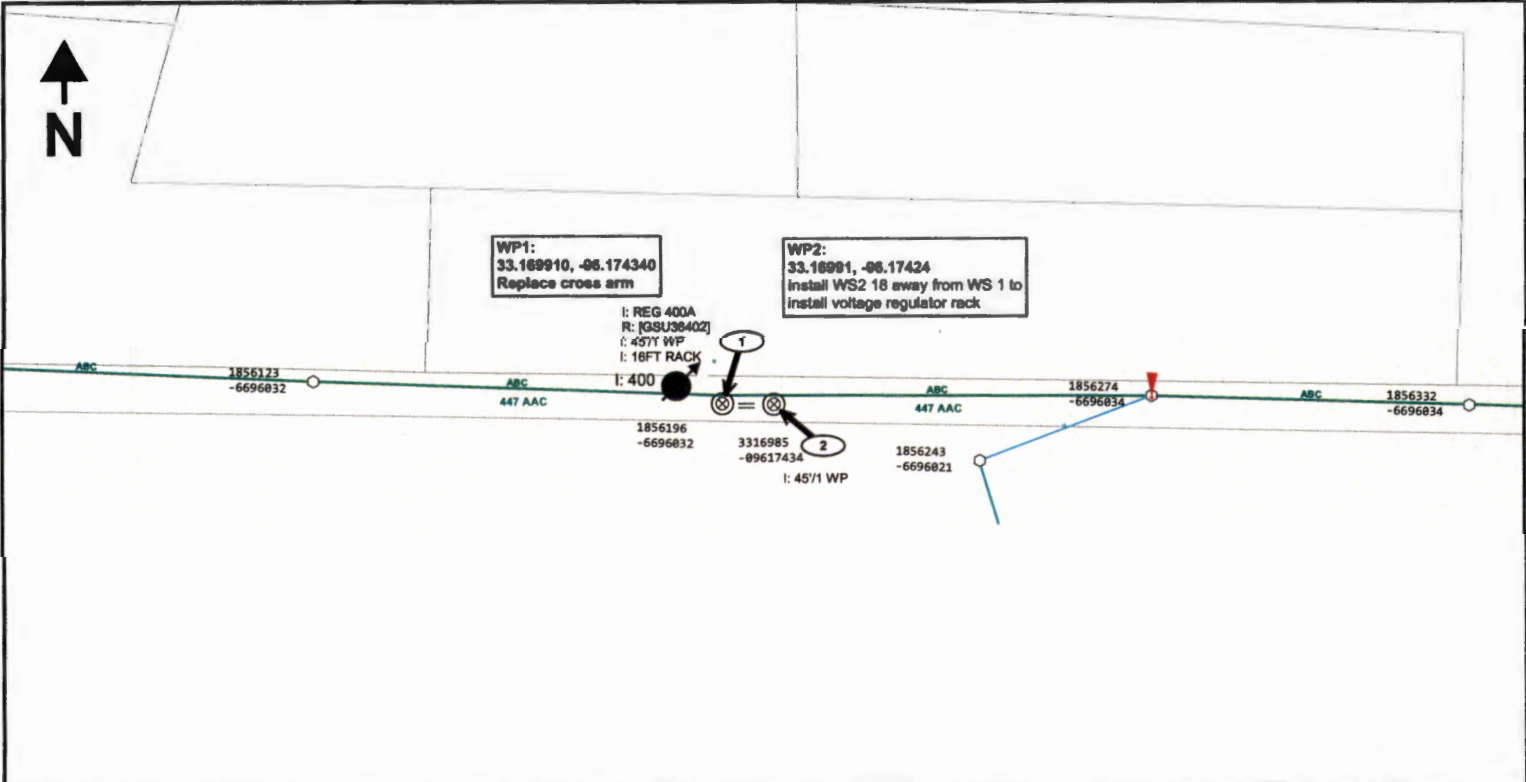 N
WP1:
33.169910, -96.174340
Replace cross arm
WP2:
33.16991, -96.17424
install WS2 18 away from WS 1 to
install voltage regulator rack
I: REG 400A
R: [GSU36402]
I: 45'/1 WP
I: 16FT RACK
I: 400
1
ABC
1856123
-6696032
ABC
447 AAC
ABC
447 AAC
1856274
-6696034
ABC
1856332
-6696034
1856196
-6696032
3316985
-09617434
2
I: 45'/1 WP
1856243
-6696021